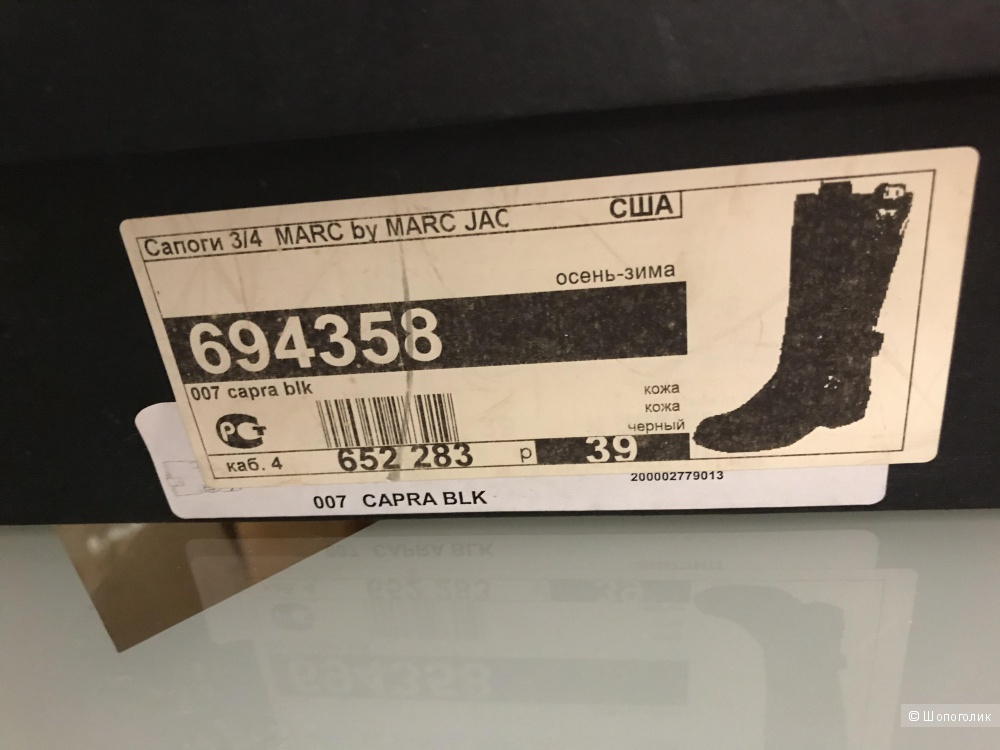 Сапоги 3/4 MARC by MARC JAC США
осень-зима
694358
007 capra blk
кожа
кожа
черный
РСТ
каб. 4 652 283 р 39
200002779013
007 CAPRA BLK
© Шопоголик